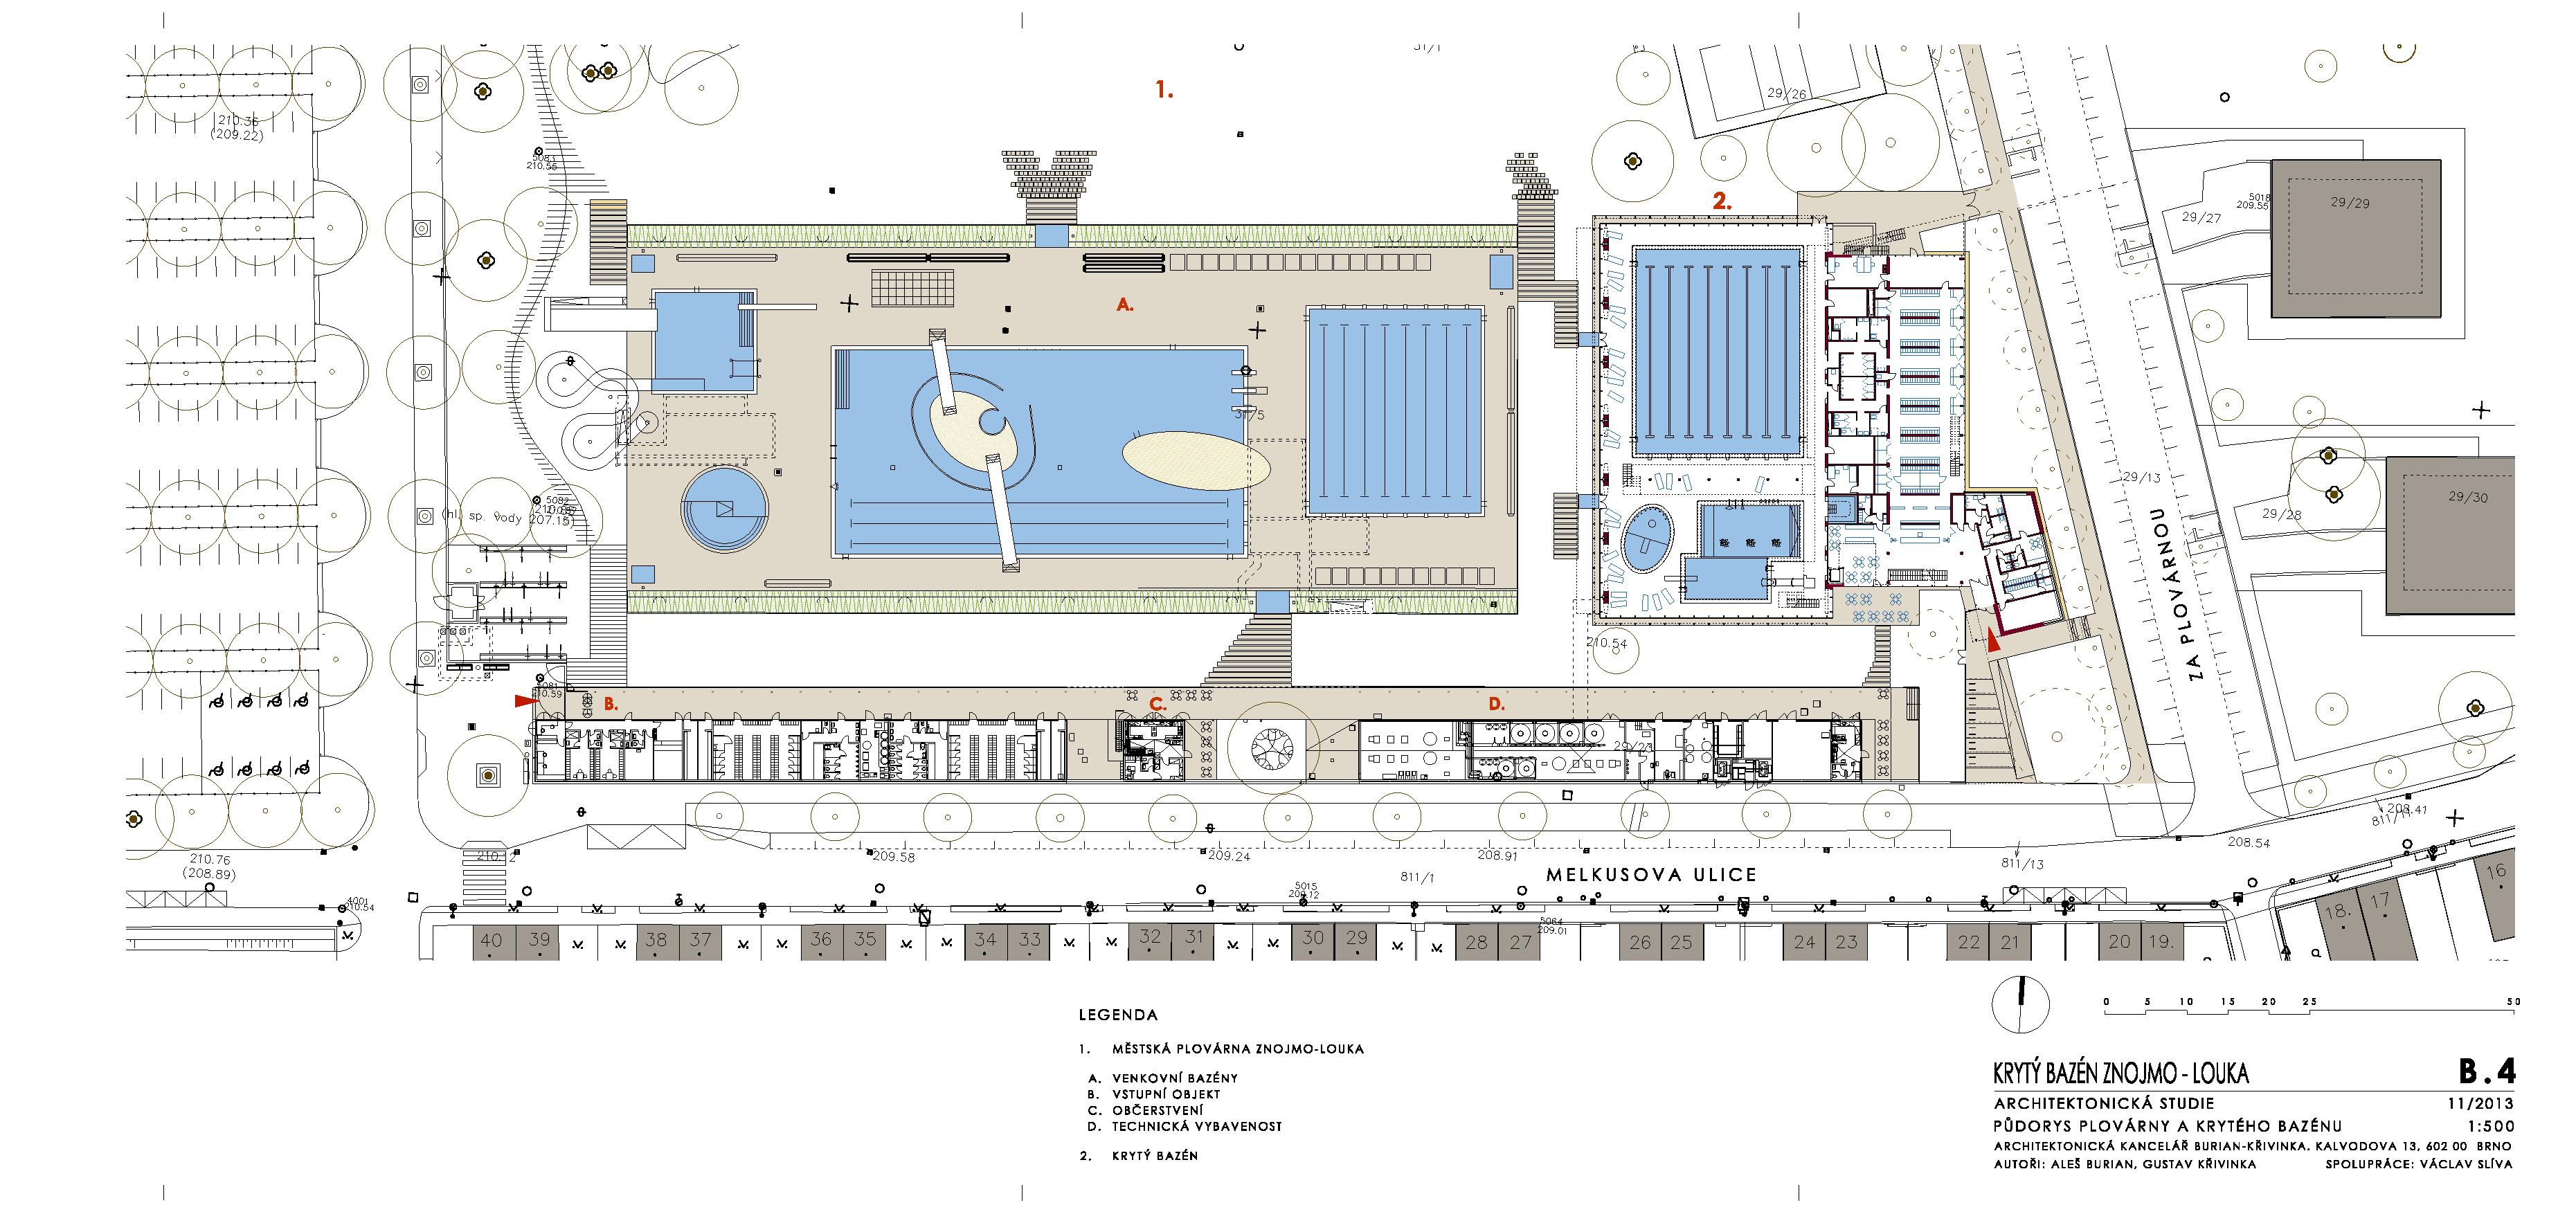 31/1
1.
29/26
210.36
(209.22)
5083
210.55
2.
5018
209.55
29/27
29/29
A.
31/5
29/13
29/30
29/28
5082
(hl. sp. vody 207.15)
ZA PLOVÁRNOU
210.54
5081
210.59
B.
C.
D.
29/23
208.41
811/11
210.76
(208.89)
210.12
209.58
209.24
208.91
811/1
MELKUSOVA ULICE
811/13
208.54
4001
210.54
5015
209.12
5064
209.01
40 39 38 37 36 35 34 33 32 31 30 29 28 27 26 25 24 23 22 21 20 19. 18. 17 16
LEGENDA
1. MĚSTSKÁ PLOVÁRNA ZNOJMO-LOUKA
A. VENKOVNÍ BAZÉNY
B. VSTUPNÍ OBJEKT
C. OBČERSTVENÍ
D. TECHNICKÁ VYBAVENOST
2. KRYTÝ BAZÉN
0 5 10 15 20 25 50
KRYTÝ BAZÉN ZNOJMO - LOUKA B.4
ARCHITEKTONICKÁ STUDIE 11/2013
PŮDORYS PLOVÁRNY A KRYTÉHO BAZÉNU 1:500
ARCHITEKTONICKÁ KANCELÁŘ BURIAN-KŘIVINKA, KALVODOVA 13, 602 00 BRNO
AUTOŘI: ALEŠ BURIAN, GUSTAV KŘIVINKA SPOLUPRÁCE: VÁCLAV SLÍVA